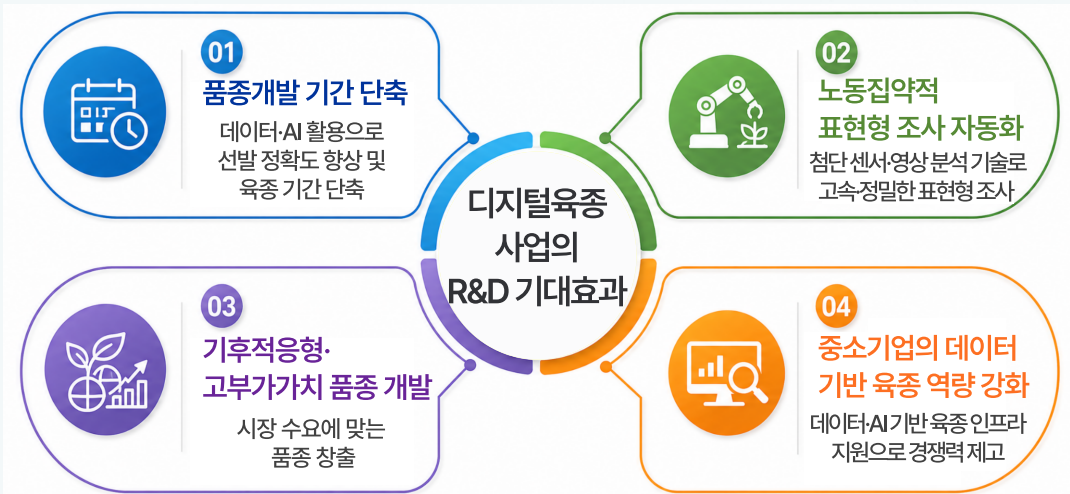 01
품종개발 기간 단축
데이터·AI 활용으로
선발 정확도 향상 및
육종 기간 단축
02
노동집약적
표현형 조사 자동화
첨단 센서·영상 분석 기술로
고속·정밀한 표현형 조사
디지털육종
사업의
R&D 기대효과
03
기후적응형·
고부가가치 품종 개발
시장 수요에 맞는
품종 창출
04
중소기업의 데이터
기반 육종 역량 강화
데이터·AI 기반 육종 인프라
지원으로 경쟁력 제고